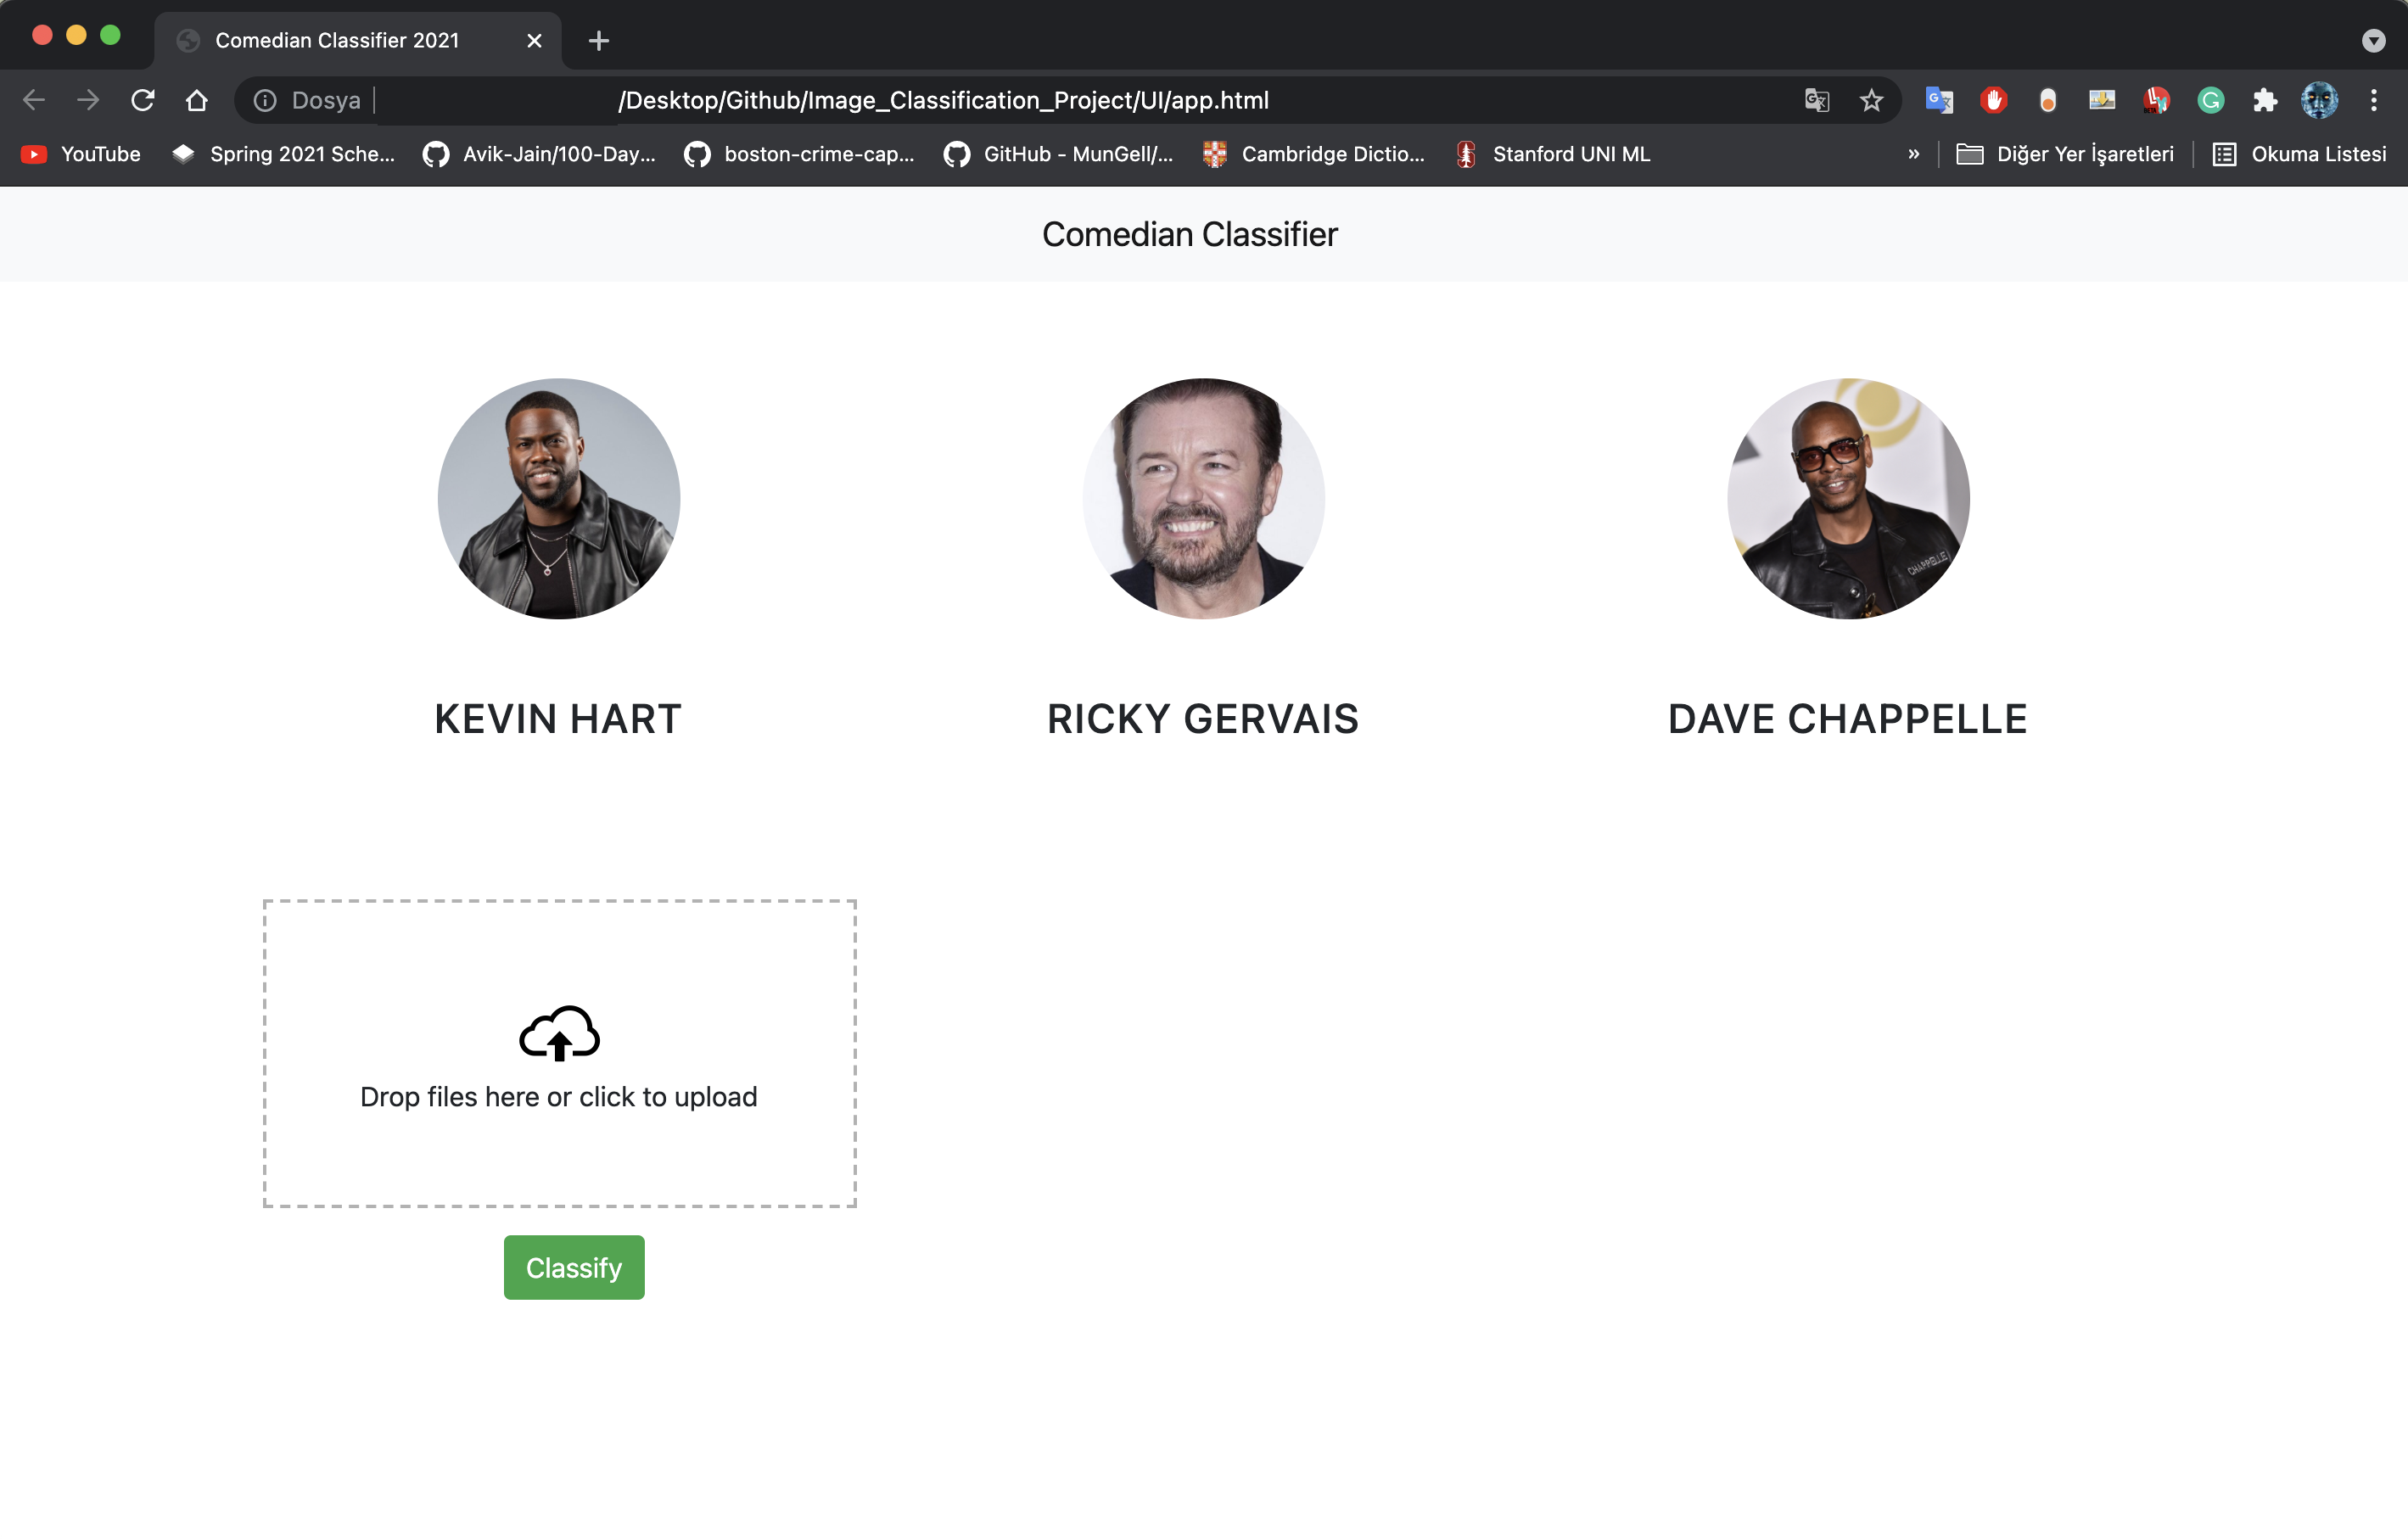 Comedian Classifier 2021
Dosya | /Desktop/Github/Image_Classification_Project/UI/app.html
YouTube Spring 2021 Sche... Avik-Jain/100-Day... boston-crime-cap... GitHub - MunGell/... Cambridge Dictio... Stanford UNI ML » Diğer Yer İşaretleri Okuma Listesi
Comedian Classifier
CHAPPELLE
KEVIN HART RICKY GERVAIS DAVE CHAPPELLE
Drop files here or click to upload
Classify